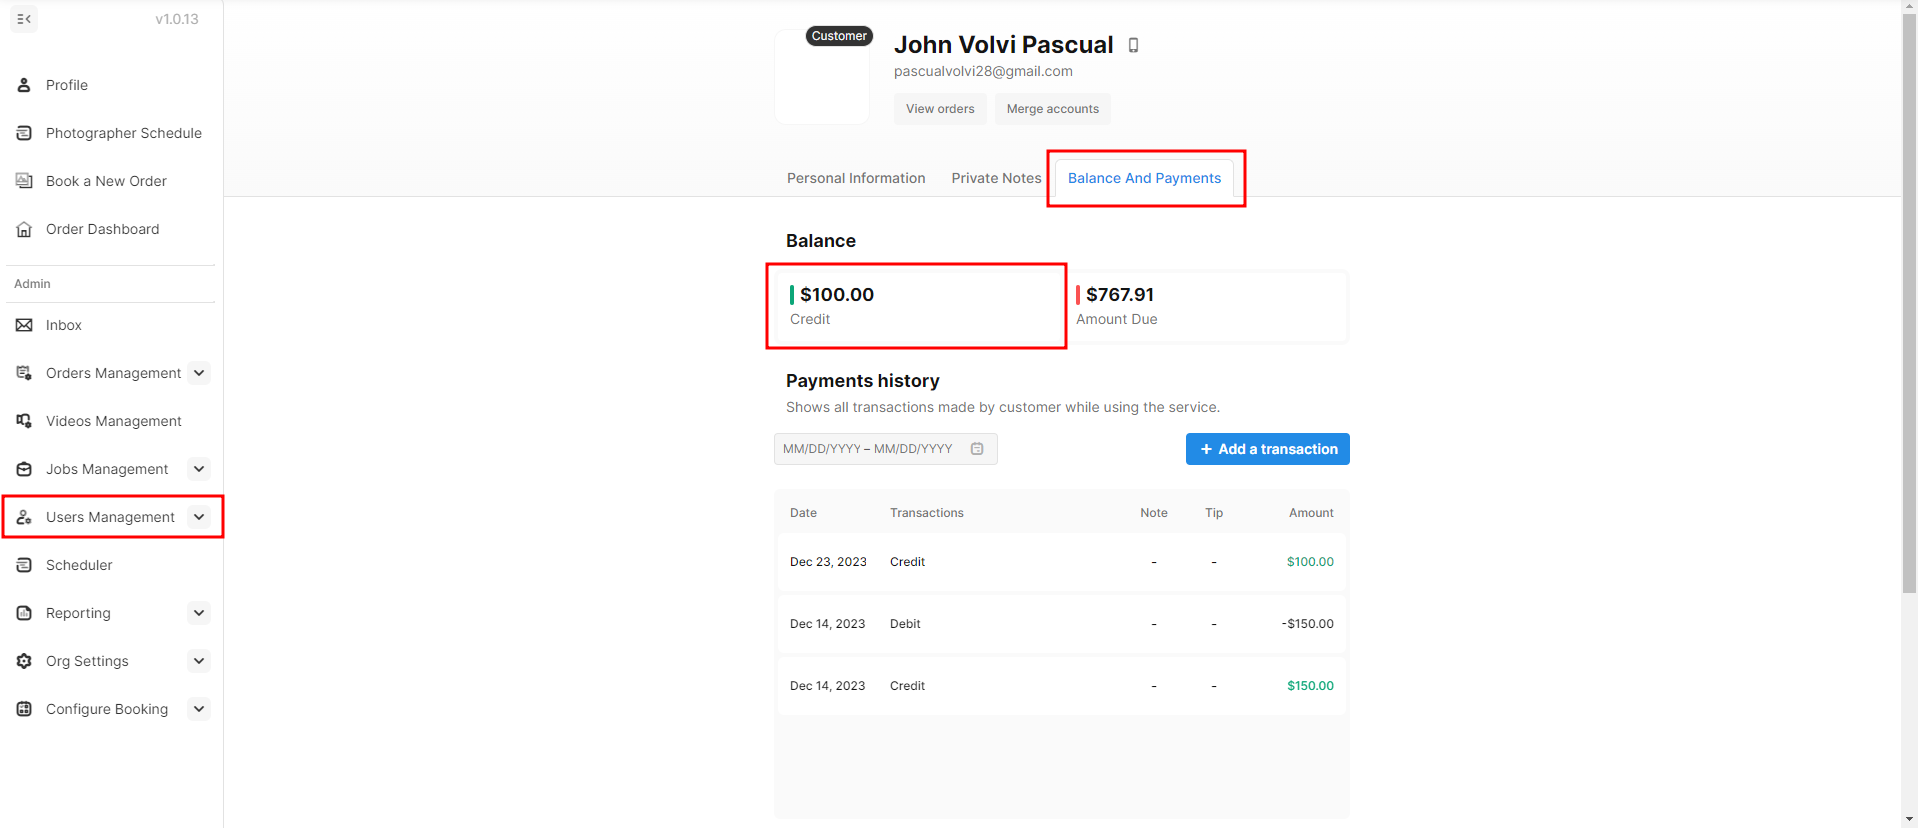 v1.0.13
Profile
Photographer Schedule
Book a New Order
Order Dashboard
Admin
Inbox
Orders Management
Videos Management
Jobs Management
Users Management
Scheduler
Reporting
Org Settings
Configure Booking
Customer
John Volvi Pascual
pascualvolvi28@gmail.com
View orders Merge accounts
Personal Information Private Notes Balance And Payments
Balance
$100.00 $767.91
Credit Amount Due
Payments history
Shows all transactions made by customer while using the service.
MM/DD/YYYY – MM/DD/YYYY + Add a transaction
Date Transactions Note Tip Amount
Dec 23, 2023 Credit - - $100.00
Dec 14, 2023 Debit - - -$150.00
Dec 14, 2023 Credit - - $150.00